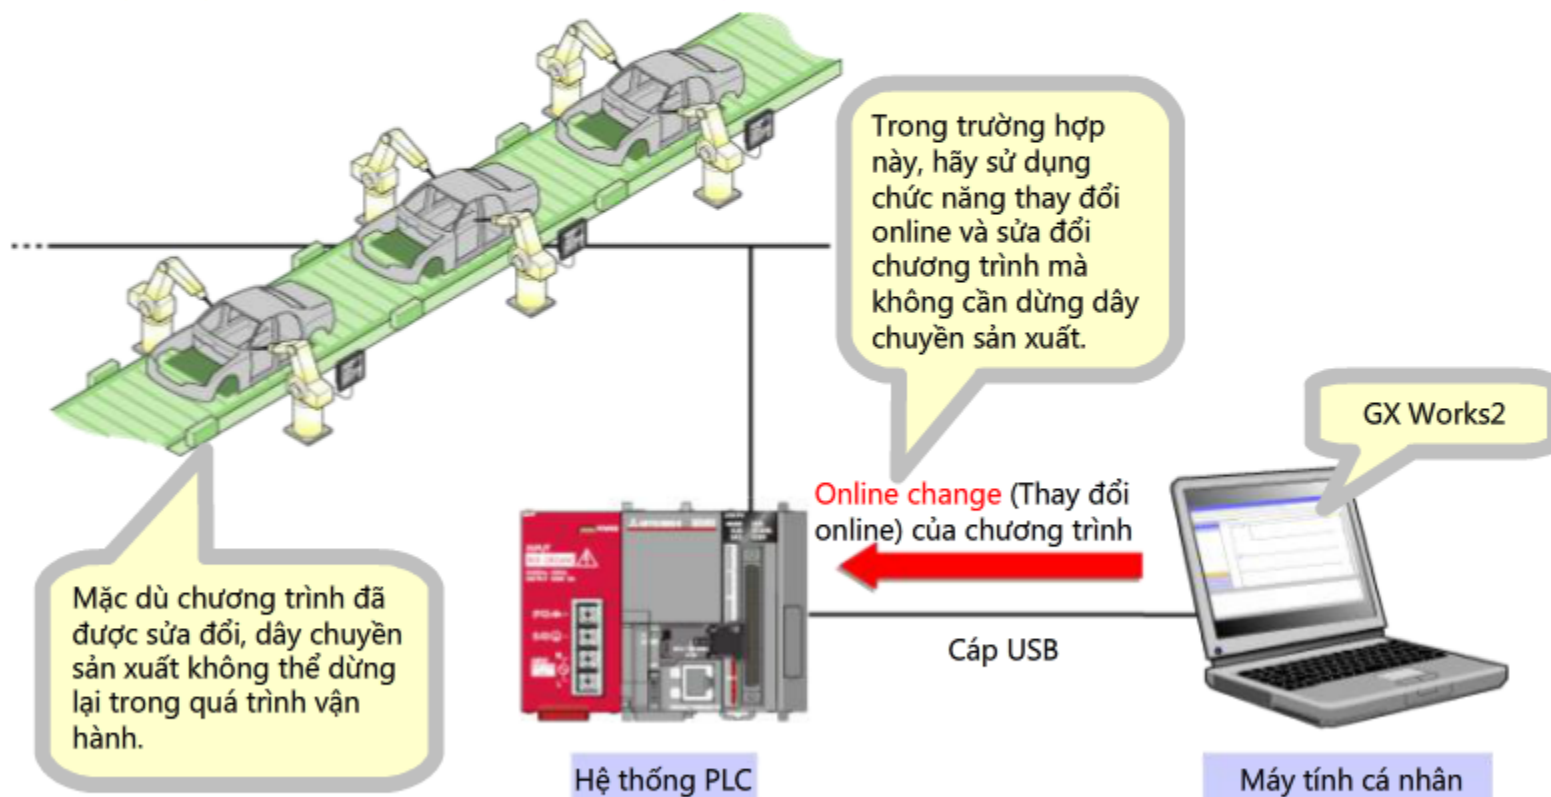 Trong trường hợp
này, hãy sử dụng
chức năng thay đổi
online và sửa đổi
chương trình mà
không cần dừng dây
chuyền sản xuất.
GX Works2
Online change (Thay đổi
online) của chương trình
Mặc dù chương trình đã
được sửa đổi, dây chuyền
sản xuất không thể dừng
lại trong quá trình vận
hành.
Cáp USB
Hệ thống PLC
Máy tính cá nhân